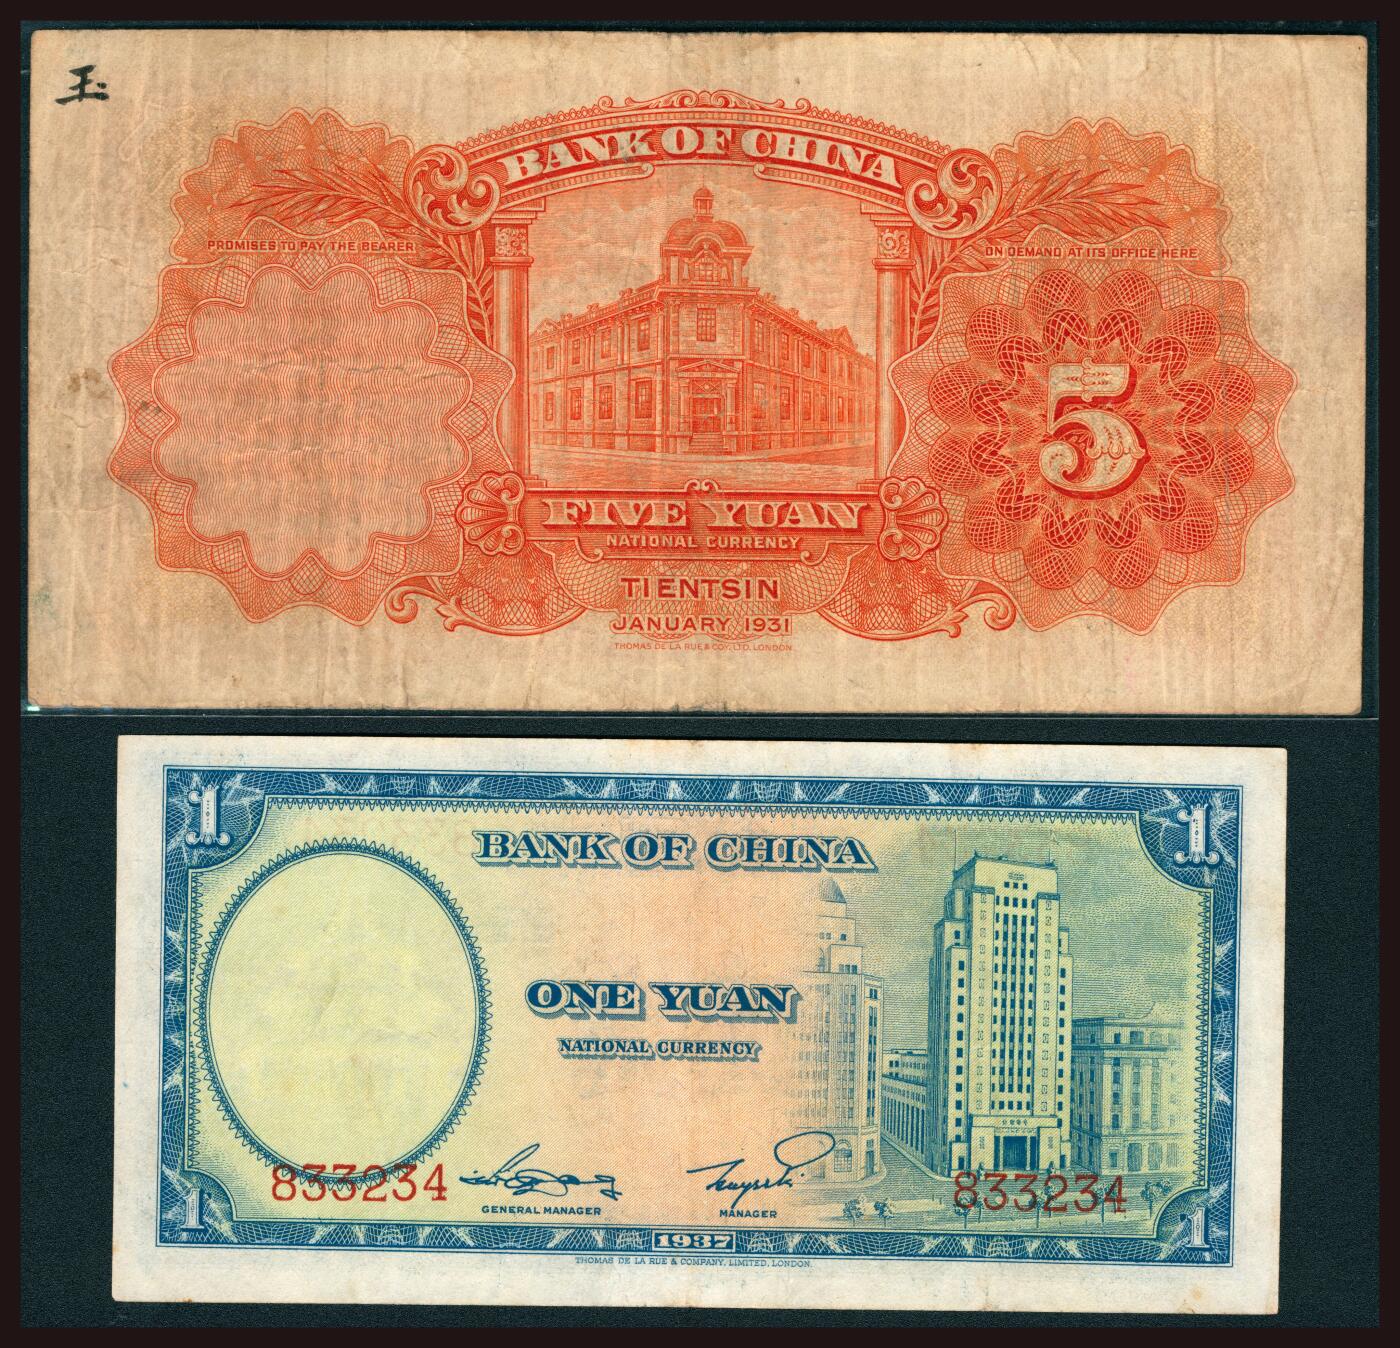 玉
BANK OF CHINA
PROMISES TO PAY THE BEARER
ON DEMAND AT ITS OFFICE HERE
5
FIVE YUAN
NATIONAL CURRENCY
TIENTSIN
JANUARY 1931
THOMAS DE LA RUE & COY. LTD. LONDON.
1
1
BANK OF CHINA
ONE YUAN
NATIONAL CURRENCY
833234
833234
GENERAL MANAGER
MANAGER
1
1937
1
THOMAS DE LA RUE & COMPANY, LIMITED, LONDON.